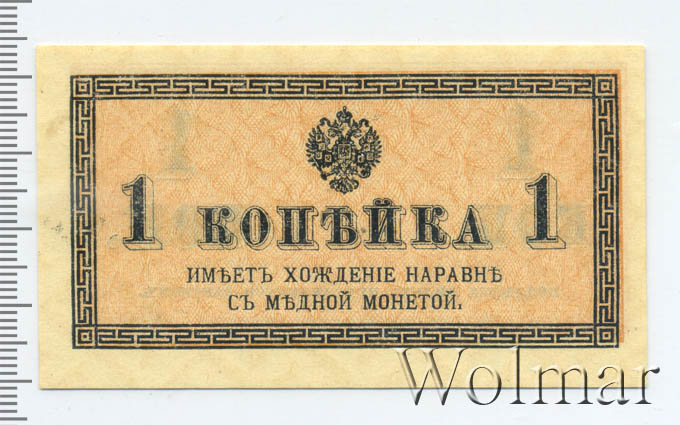 1 КОПѢЙКА 1
ИМѢЕТЪ ХОЖДЕНІЕ НАРАВНѢ
СЪ МѢДНОЙ МОНЕТОЙ.
Wolmar